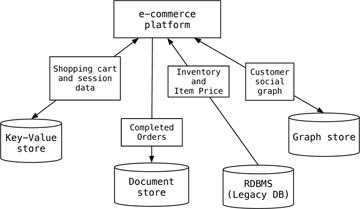 e-commerce
platform
Shopping cart
and session
data
Inventory
and
Item Price
Customer
social
graph
Completed
Orders
Key-Value
store
Document
store
RDBMS
(Legacy DB)
Graph store